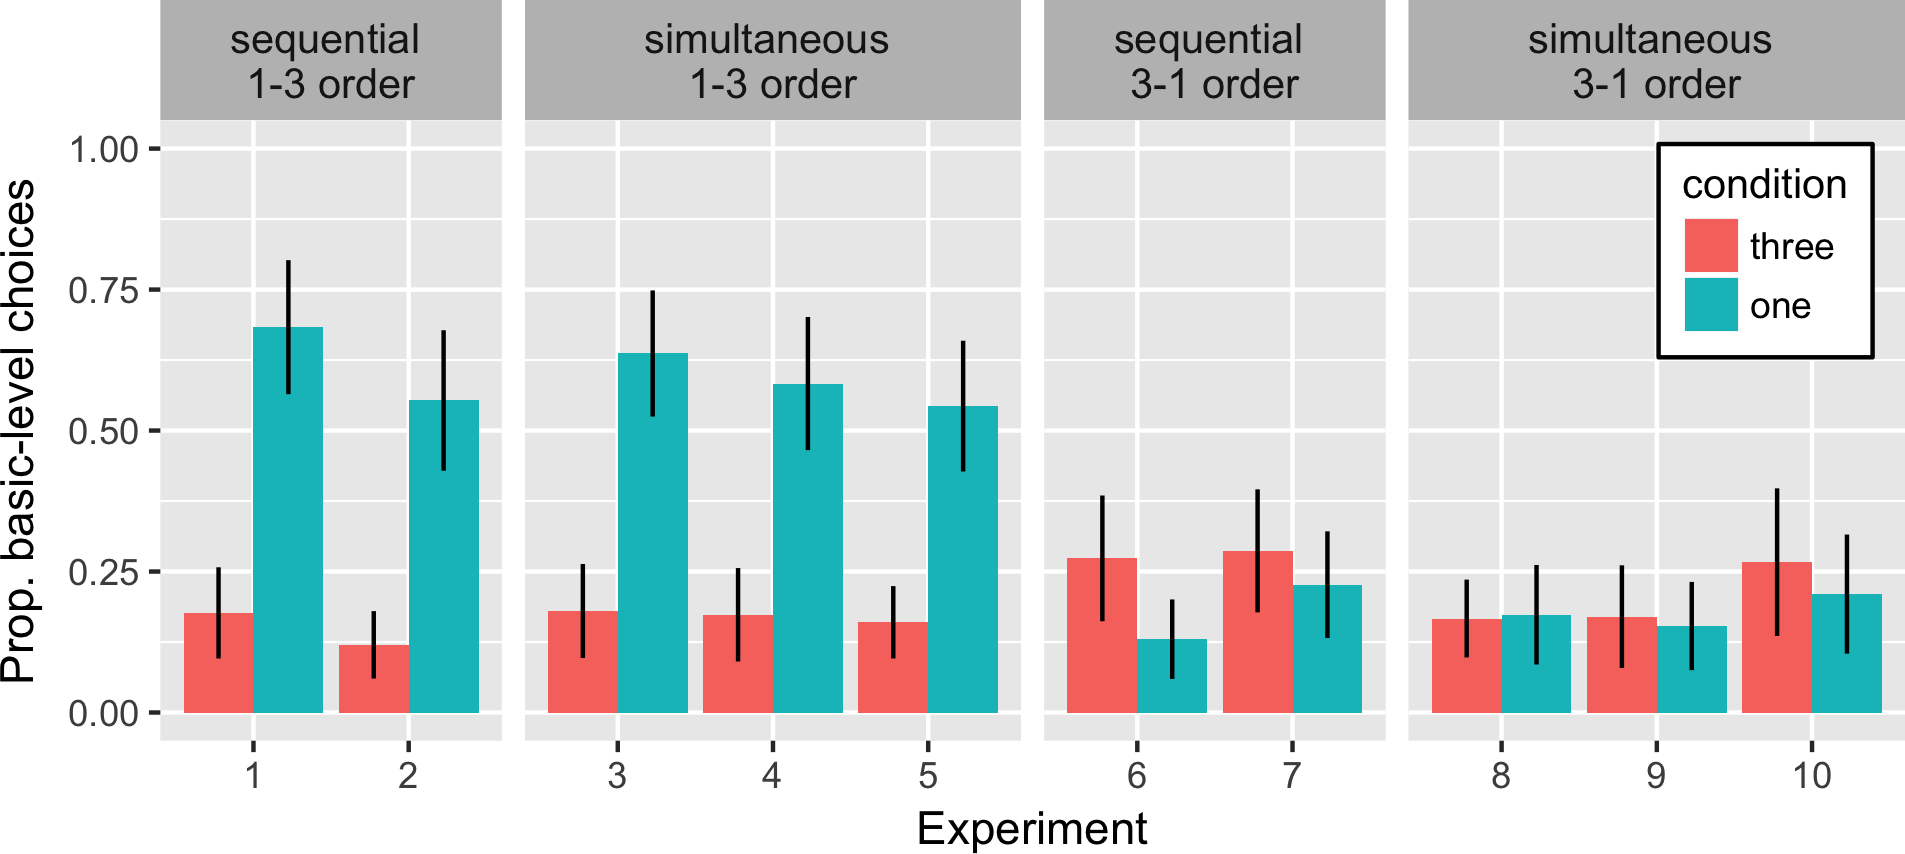 sequential
1-3 order
simultaneous
1-3 order
sequential
3-1 order
simultaneous
3-1 order
Prop. basic-level choices
1.00
0.75
0.50
0.25
0.00
condition
three
one
1
2
3
4
5
6
7
8
9
10
Experiment